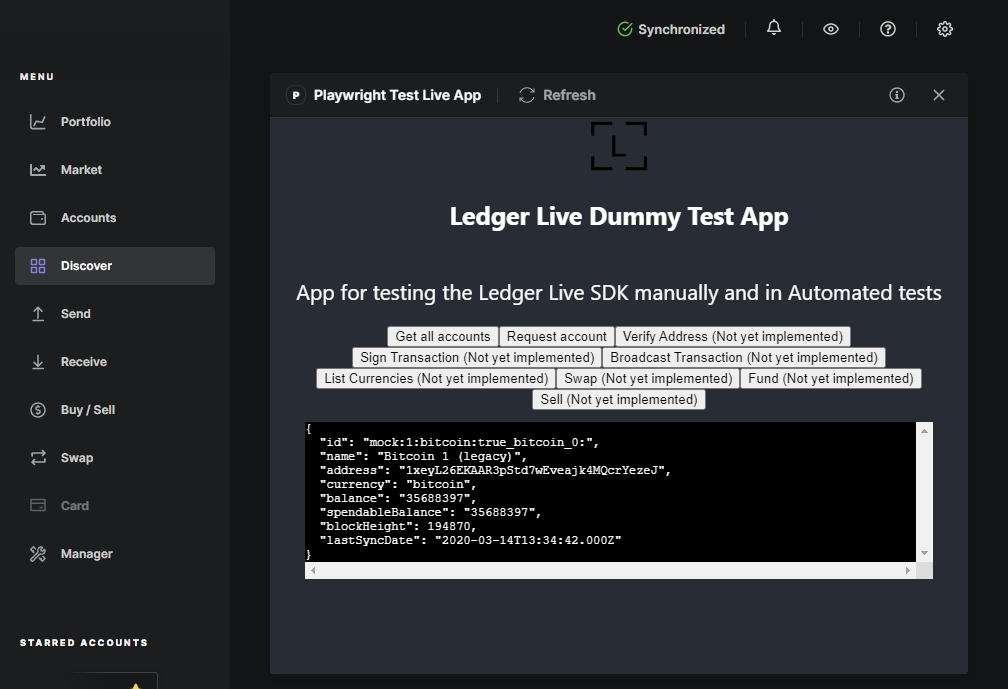 Synchronized
MENU
Portfolio
Market
Accounts
Discover
Send
Receive
Buy / Sell
Swap
Card
Manager
STARRED ACCOUNTS
P Playwright Test Live App
Refresh
L
Ledger Live Dummy Test App
App for testing the Ledger Live SDK manually and in Automated tests
Get all accounts Request account Verify Address (Not yet implemented)
Sign Transaction (Not yet implemented) Broadcast Transaction (Not yet implemented)
List Currencies (Not yet implemented) Swap (Not yet implemented) Fund (Not yet implemented)
Sell (Not yet implemented)
{
"id": "mock:1:bitcoin:true_bitcoin_0:",
"name": "Bitcoin 1 (legacy)",
"address": "1xeyL26EKAAR3pStd7wEveajk4MQcrYezeJ",
"currency": "bitcoin",
"balance": "35688397",
"spendableBalance": "35688397",
"blockHeight": 194870,
"lastSyncDate": "2020-03-14T13:34:42.000Z"
}